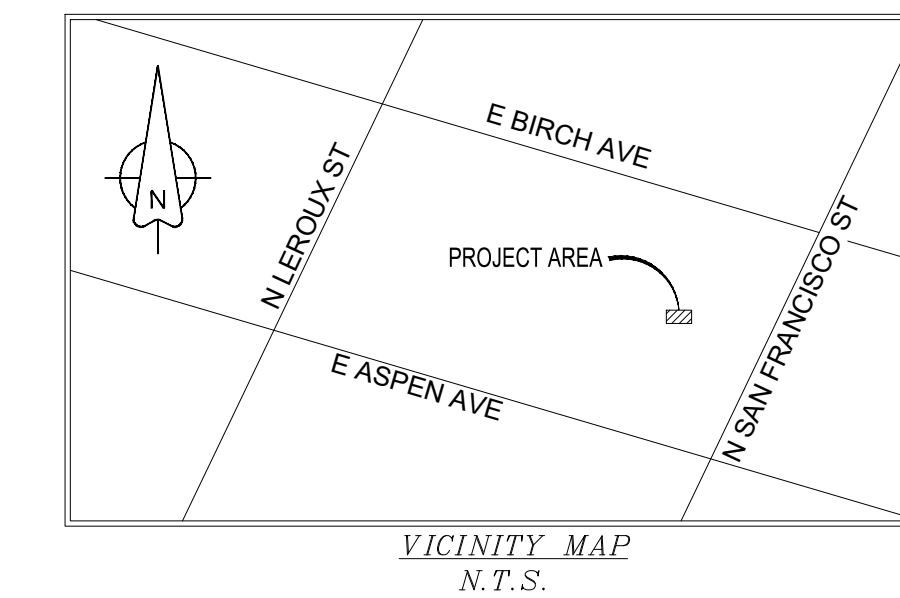 E BIRCH AVE
N LEROUX ST
N
N SAN FRANCISCO ST
PROJECT AREA
E ASPEN AVE
VICINITY MAP
N.T.S.